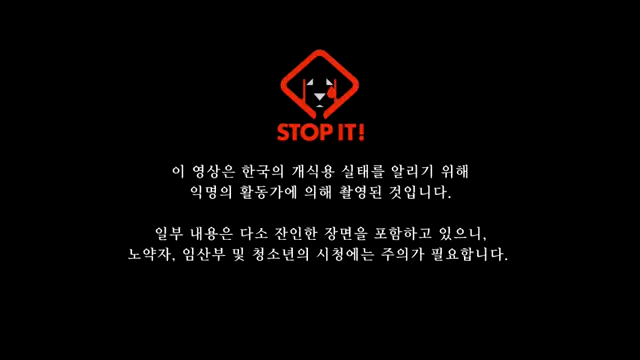 STOP IT!
이 영상은 한국의 개식용 실태를 알리기 위해
익명의 활동가에 의해 촬영된 것입니다.
일부 내용은 다소 잔인한 장면을 포함하고 있으니,
노약자, 임산부 및 청소년의 시청에는 주의가 필요합니다.